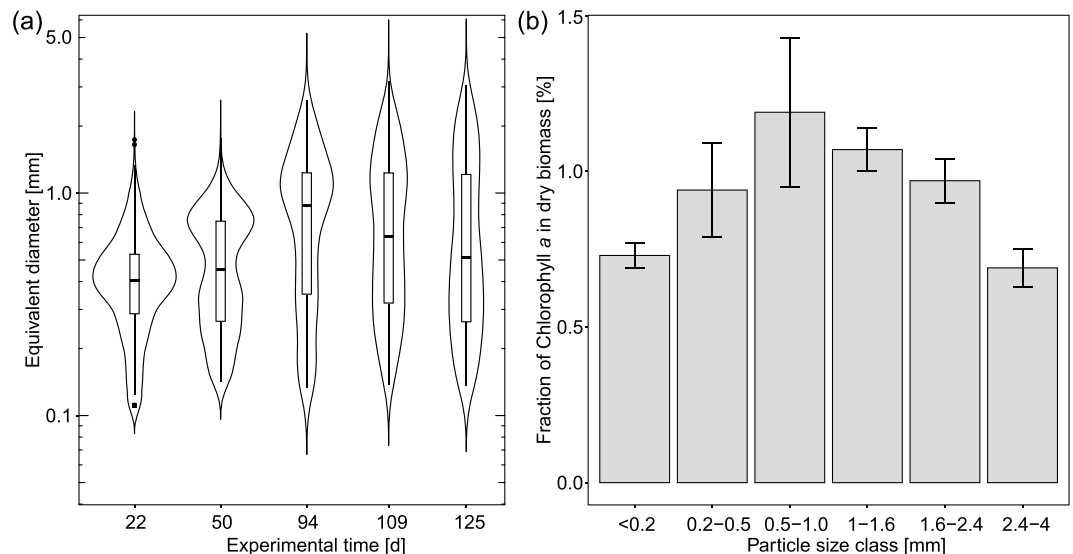 (a)
Equivalent diameter [mm]
5.0
1.0
0.1
22 50 94 109 125
Experimental time [d]
(b)
Fraction of Chlorophyll a in dry biomass [%]
1.5
1.0
0.5
0.0
<0.2 0.2−0.5 0.5−1.0 1−1.6 1.6−2.4 2.4−4
Particle size class [mm]